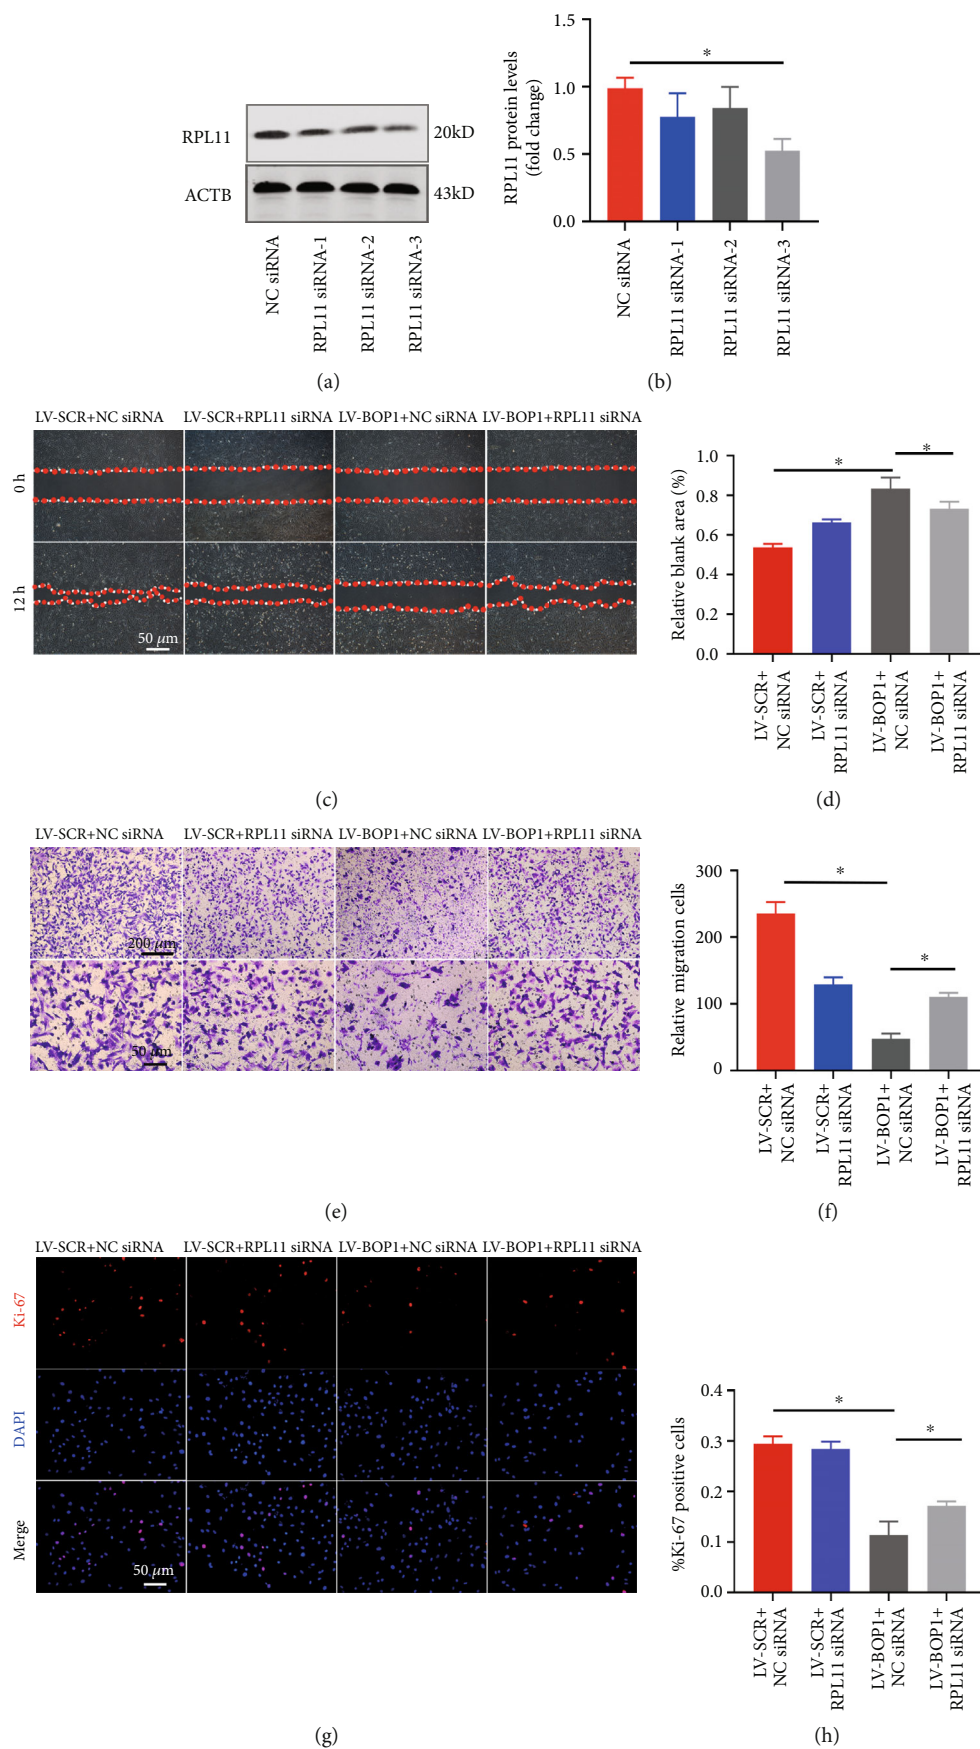 RPL11
20kD
ACTB
43kD
NC siRNA
RPL11 siRNA-1
RPL11 siRNA-2
RPL11 siRNA-3
(a)
RPL11 protein levels
(fold change)
1.5
1.0
0.5
0.0
*
NC siRNA
RPL11 siRNA-1
RPL11 siRNA-2
RPL11 siRNA-3
(b)
LV-SCR+NC siRNA
LV-SCR+RPL11 siRNA
LV-BOP1+NC siRNA
LV-BOP1+RPL11 siRNA
0 h
12 h
50 μm
(c)
Relative blank area (%)
1.0
0.8
0.6
0.4
0.2
0.0
*
*
LV-SCR+
NC siRNA
LV-SCR+
RPL11 siRNA
LV-BOP1+
NC siRNA
LV-BOP1+
RPL11 siRNA
(d)
LV-SCR+NC siRNA
LV-SCR+RPL11 siRNA
LV-BOP1+NC siRNA
LV-BOP1+RPL11 siRNA
200 μm
50 μm
(e)
Relative migration cells
300
200
100
0
*
*
LV-SCR+
NC siRNA
LV-SCR+
RPL11 siRNA
LV-BOP1+
NC siRNA
LV-BOP1+
RPL11 siRNA
(f)
LV-SCR+NC siRNA
LV-SCR+RPL11 siRNA
LV-BOP1+NC siRNA
LV-BOP1+RPL11 siRNA
Ki-67
DAPI
Merge
50 μm
(g)
%Ki-67 positive cells
0.4
0.3
0.2
0.1
0.0
*
*
LV-SCR+
NC siRNA
LV-SCR+
RPL11 siRNA
LV-BOP1+
NC siRNA
LV-BOP1+
RPL11 siRNA
(h)